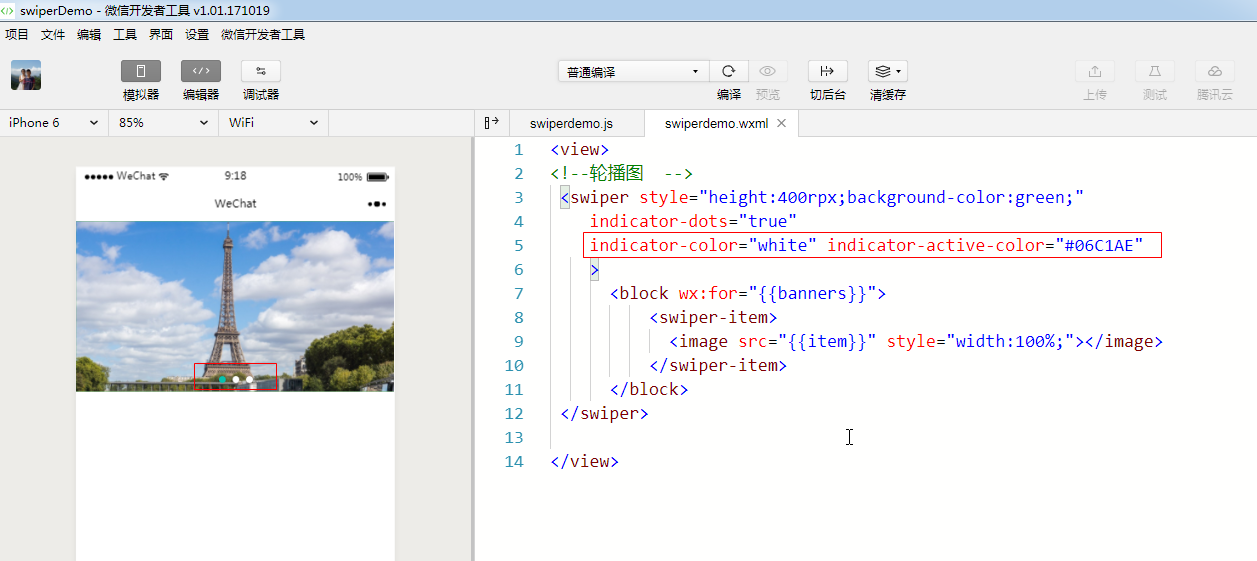 swiperDemo - 微信开发者工具 v1.01.171019
项目 文件 编辑 工具 界面 设置 微信开发者工具
普通编译
模拟器 编辑器 调试器 编译 预览 切后台 清缓存 上传 测试 腾讯云
iPhone 6 85% WiFi swiperdemo.js swiperdemo.wxml
WeChat 9:18 100%
WeChat
1 <view>
2 <!--轮播图  -->
3 <swiper style="height:400rpx;background-color:green;"
4 indicator-dots="true"
5 indicator-color="white" indicator-active-color="#06C1AE"
6 >
7 <block wx:for="{{banners}}">
8 <swiper-item>
9 <image src="{{item}}" style="width:100%;"></image>
10 </swiper-item>
11 </block>
12 </swiper>
13
14 </view>